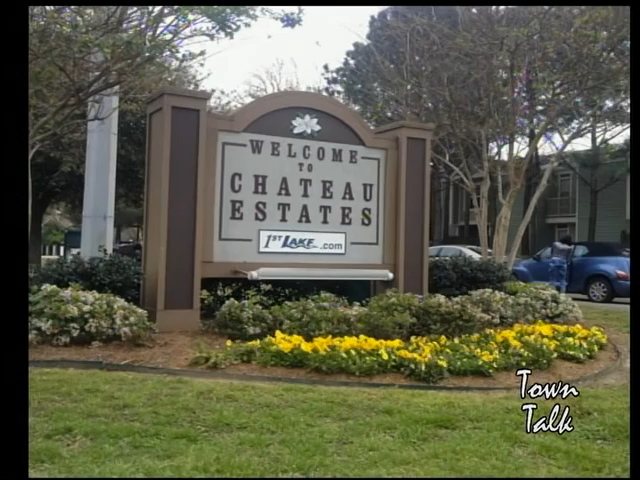 WELCOME
TO
CHATEAU
ESTATES
1ST LAKE .com
Town
Talk